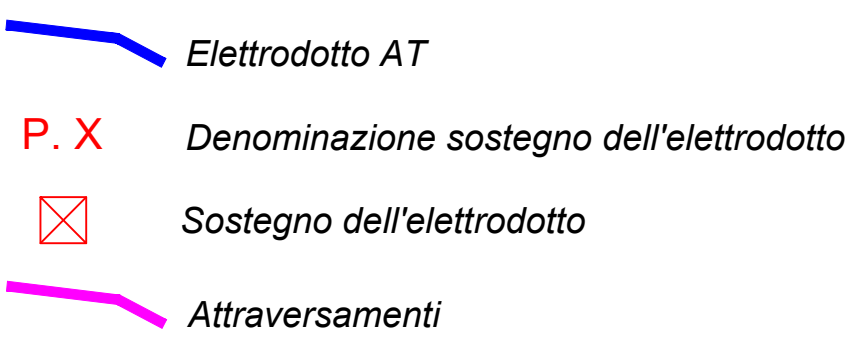 Elettrodotto AT
P. X Denominazione sostegno dell'elettrodotto
Sostegno dell'elettrodotto
Attraversamenti